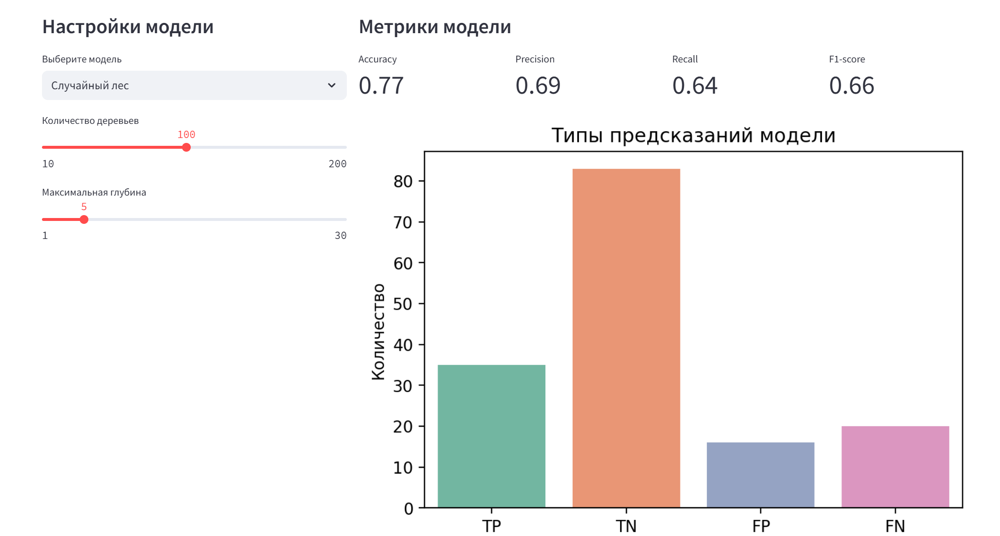 Настройки модели
Выберите модель
Случайный лес
Количество деревьев
100
10 200
Максимальная глубина
5
1 30
Метрики модели
Accuracy Precision Recall F1-score
0.77 0.69 0.64 0.66
Типы предсказаний модели
Количество
80
70
60
50
40
30
20
10
0
TP TN FP FN